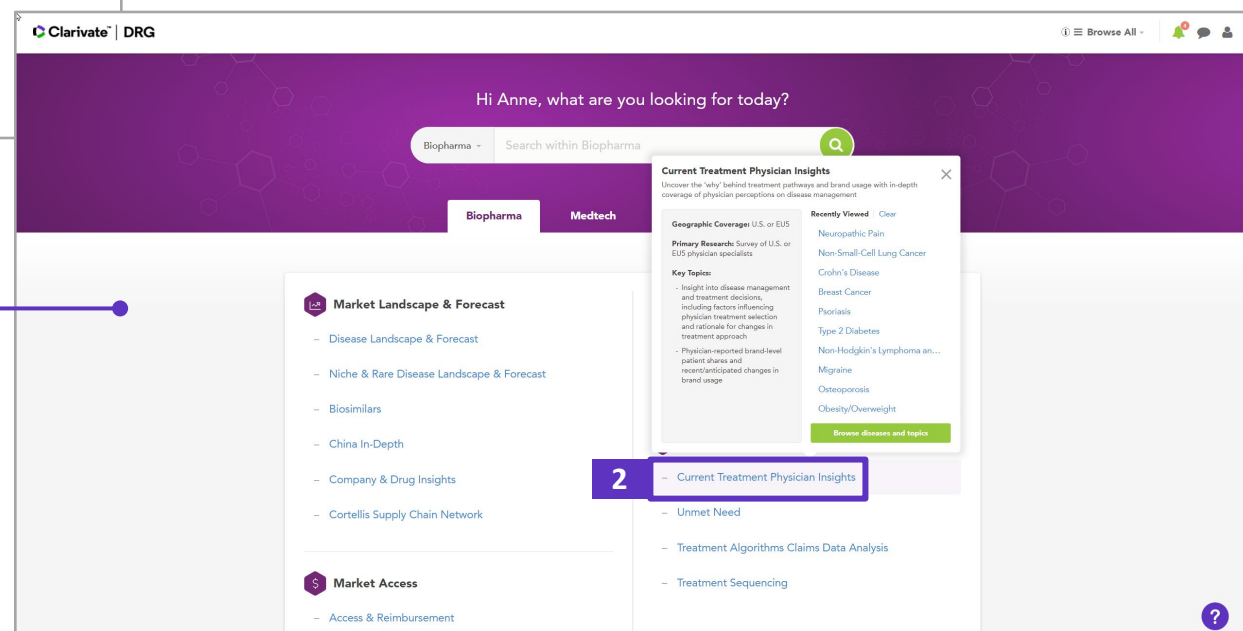 Clarivate™ | DRG
Browse All
4
Hi Anne, what are you looking for today?
Biopharma
Search within Biopharma
Biopharma
Medtech
Current Treatment Physician Insights
Uncover the 'why' behind treatment pathways and brand usage with in-depth
coverage of physician perceptions on disease management
Geographic Coverage: U.S. or EU5
Primary Research: Survey of U.S. or
EU5 physician specialists
Key Topics:
- Insight into disease management
and treatment decisions,
including factors influencing
physician treatment selection
and rationale for changes in
treatment approach
- Physician-reported brand-level
patient shares and
recent/anticipated changes in
brand usage
Recently Viewed | Clear
Neuropathic Pain
Non-Small-Cell Lung Cancer
Crohn's Disease
Breast Cancer
Psoriasis
Type 2 Diabetes
Non-Hodgkin's Lymphoma an...
Migraine
Osteoporosis
Obesity/Overweight
Browse diseases and topics
Market Landscape & Forecast
– Disease Landscape & Forecast
– Niche & Rare Disease Landscape & Forecast
– Biosimilars
– China In-Depth
– Company & Drug Insights
– Cortellis Supply Chain Network
$ Market Access
– Access & Reimbursement
2
– Current Treatment Physician Insights
– Unmet Need
– Treatment Algorithms Claims Data Analysis
– Treatment Sequencing
?